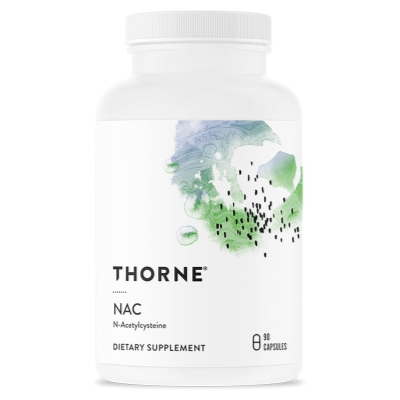 THORNE®
NAC
N-Acetylcysteine
DIETARY SUPPLEMENT
90
CAPSULES